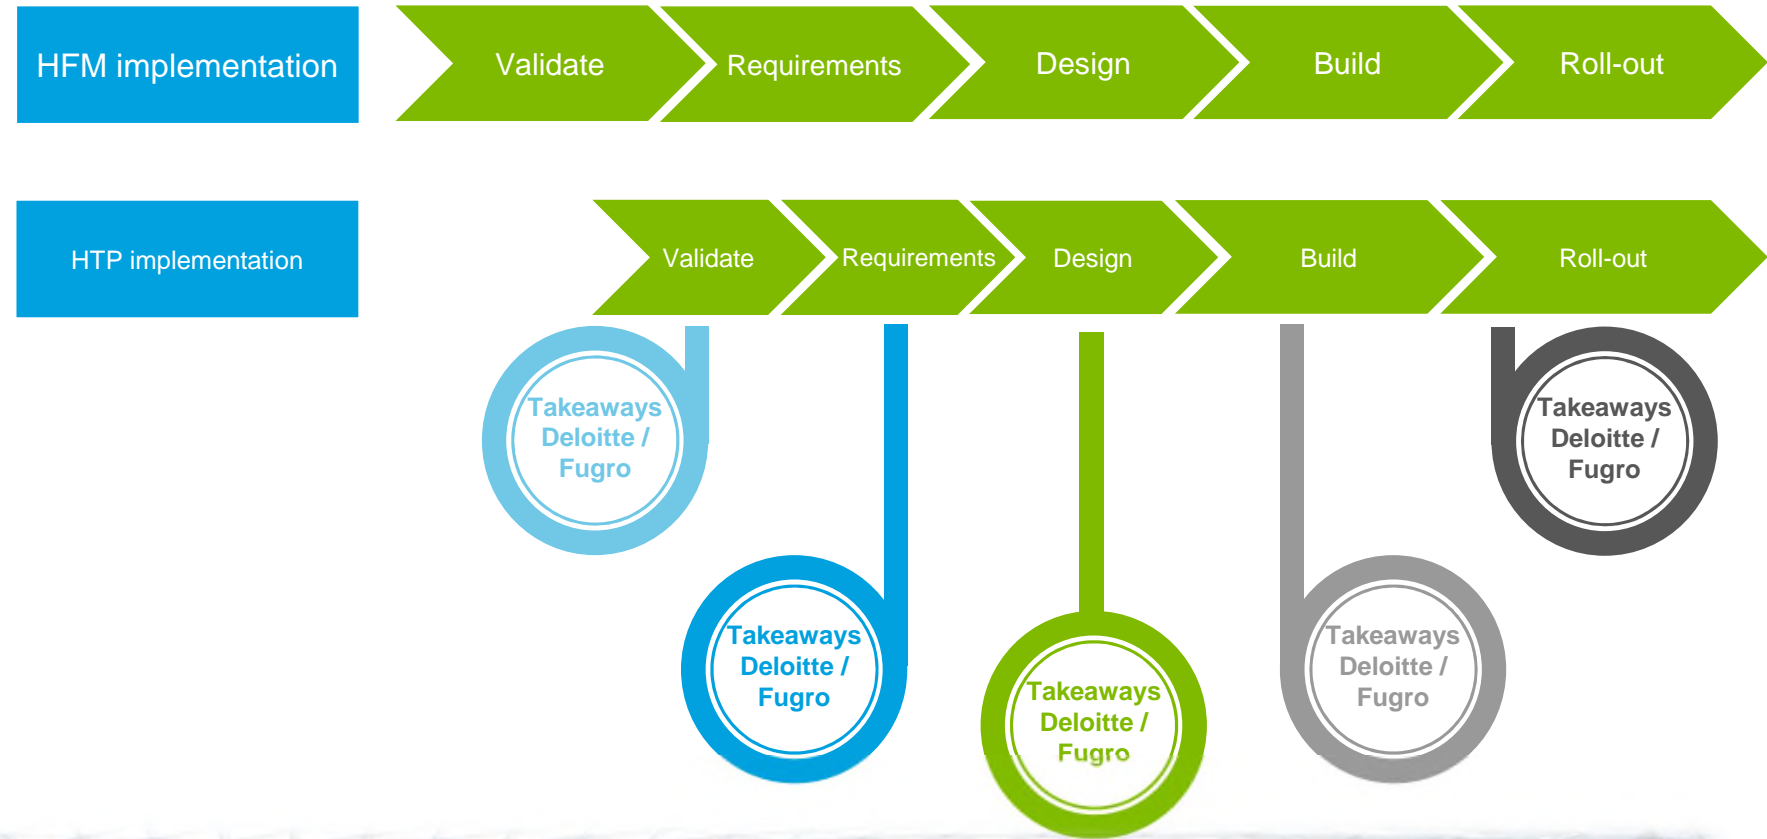 HFM implementation
Validate
Requirements
Design
Build
Roll-out
HTP implementation
Validate
Requirements
Design
Build
Roll-out
Takeaways
Deloitte /
Fugro
Takeaways
Deloitte /
Fugro
Takeaways
Deloitte /
Fugro
Takeaways
Deloitte /
Fugro
Takeaways
Deloitte /
Fugro